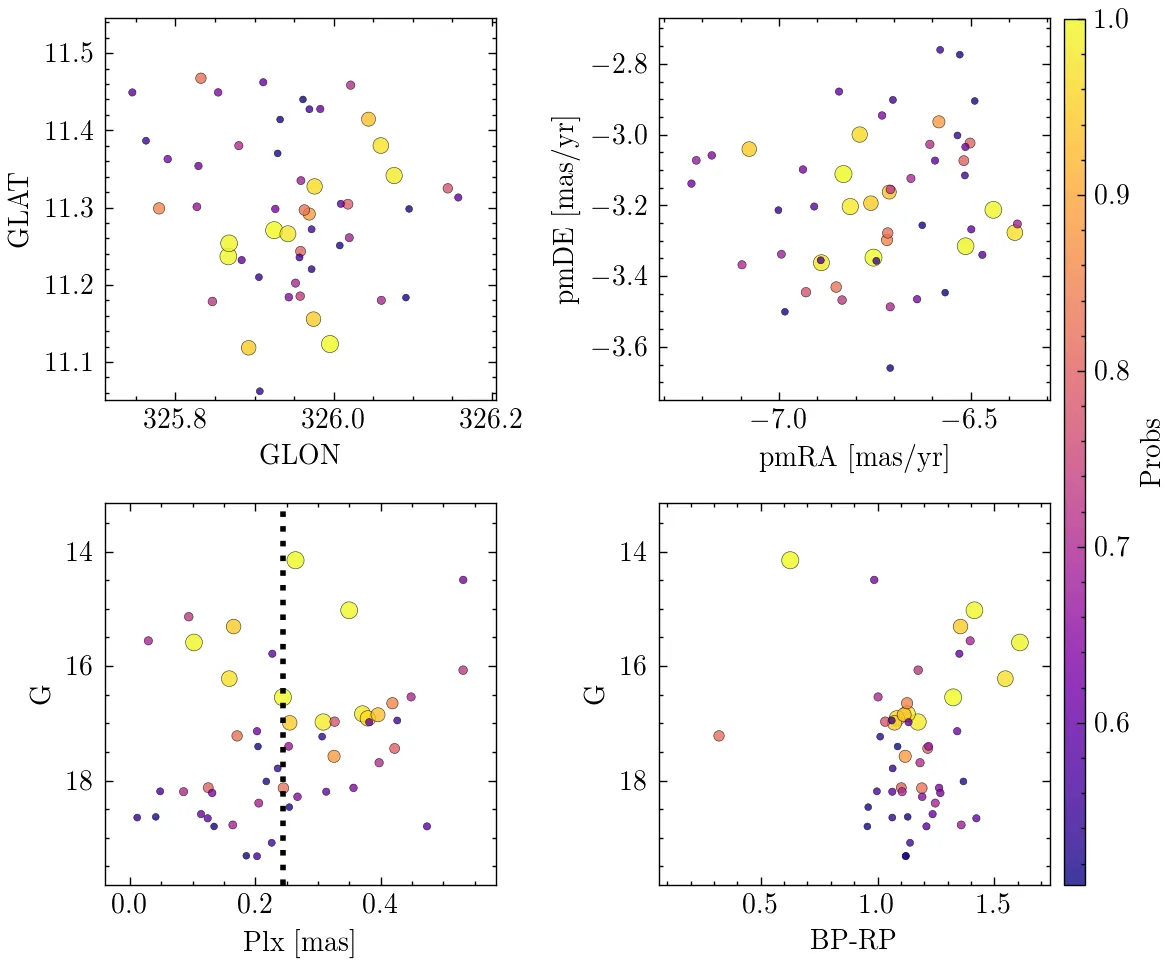 11.5
11.4
11.3
11.2
11.1
GLAT
325.8 326.0 326.2
GLON
−2.8
−3.0
−3.2
−3.4
−3.6
pmDE [mas/yr]
−7.0 −6.5
pmRA [mas/yr]
14
16
18
G
0.0 0.2 0.4
Plx [mas]
14
16
18
G
0.5 1.0 1.5
BP-RP
1.0
0.9
0.8
0.7
0.6
Probs